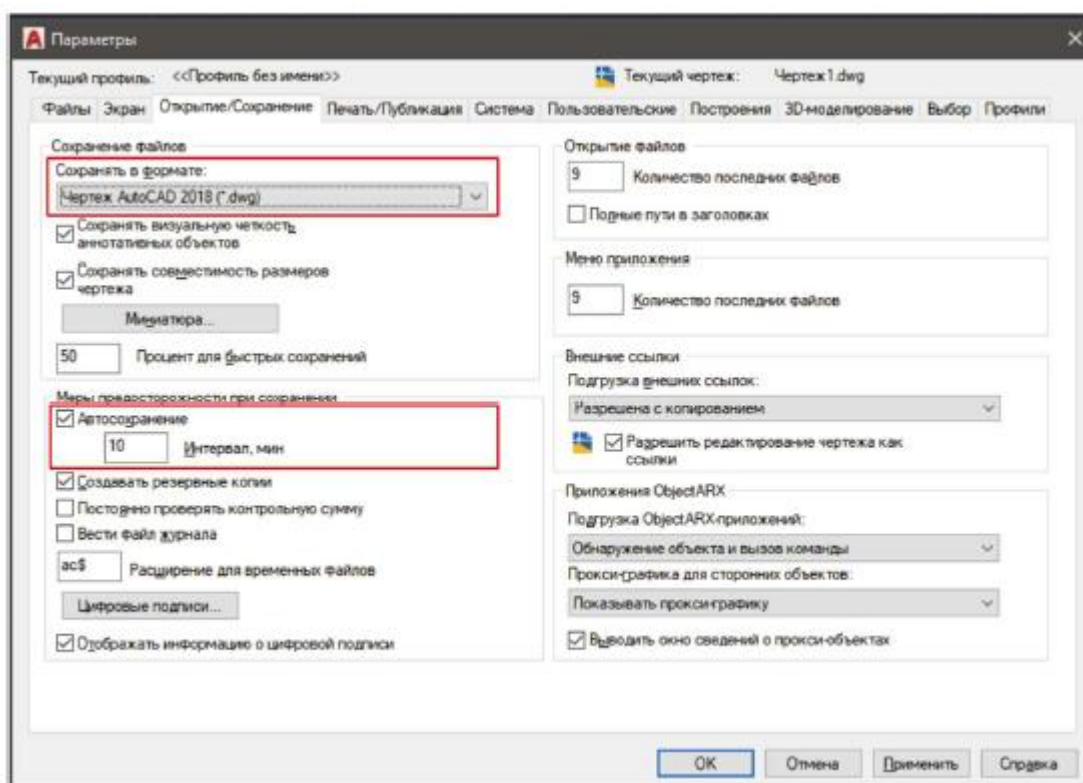 Параметры
Текущий профиль: <<Профиль без имени>> Текущий чертеж: Чертеж1.dwg
Файлы Экран Открытие/Сохранение Печать/Публикация Система Пользовательские Построения 3D-моделирование Выбор Профили
Сохранение файлов
Сохранять в формате:
Чертеж AutoCAD 2018 (*.dwg)
Сохранять визуальную четкость
аннотативных объектов
Сохранять совместимость размеров
чертежа
Миниатюра...
50 Процент для быстрых сохранений
Меры предосторожности при сохранении
Автосохранение
10 Интервал, мин
Создавать резервные копии
Постоянно проверять контрольную сумму
Вести файл журнала
ac$ Расширение для временных файлов
Цифровые подписи...
Отображать информацию о цифровой подписи
Открытие файлов
9 Количество последних файлов
Полные пути в заголовках
Меню приложения
9 Количество последних файлов
Внешние ссылки
Подгрузка внешних ссылок:
Разрешена с копированием
Разрешить редактирование чертежа как
ссылки
Приложения ObjectARX
Подгрузка ObjectARX-приложений:
Обнаружение объекта и вызов команды
Прокси-графика для сторонних объектов:
Показывать прокси-графику
Выводить окно сведений о прокси-объектах
OK Отмена Применить Справка